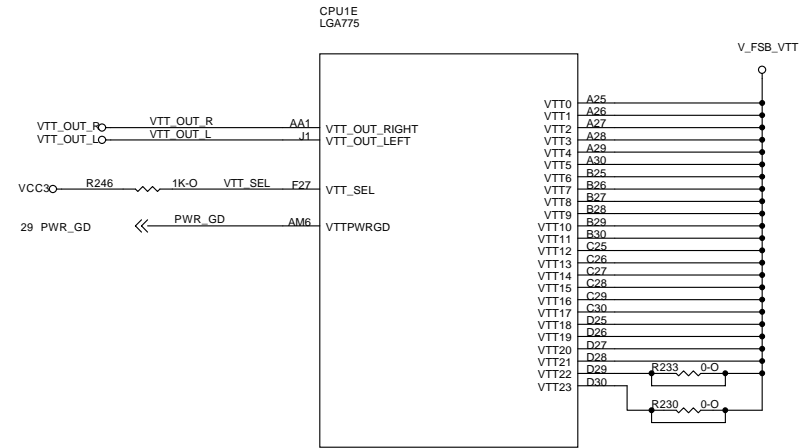 CPU1E
LGA775
V_FSB_VTT
VTT_OUT_R VTT_OUT_R AA1 VTT_OUT_RIGHT
VTT_OUT_L VTT_OUT_L J1 VTT_OUT_LEFT
VCC3 R246 1K-O VTT_SEL F27 VTT_SEL
29 PWR_GD PWR_GD AM6 VTTPWRGD
VTT0 A25
VTT1 A26
VTT2 A27
VTT3 A28
VTT4 A29
VTT5 A30
VTT6 B25
VTT7 B26
VTT8 B27
VTT9 B28
VTT10 B29
VTT11 B30
VTT12 C25
VTT13 C26
VTT14 C27
VTT15 C28
VTT16 C29
VTT17 C30
VTT18 D25
VTT19 D26
VTT20 D27
VTT21 D28
VTT22 D29 R233 0-O
VTT23 D30
R230 0-O